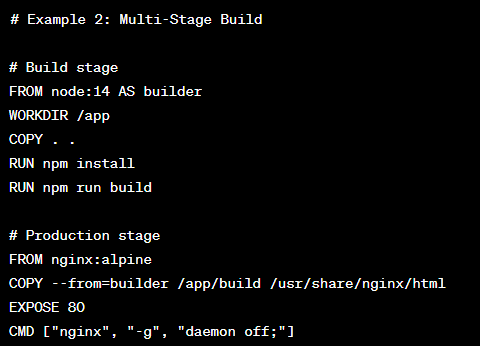 # Example 2: Multi-Stage Build
# Build stage
FROM node:14 AS builder
WORKDIR /app
COPY . .
RUN npm install
RUN npm run build
# Production stage
FROM nginx:alpine
COPY --from=builder /app/build /usr/share/nginx/html
EXPOSE 80
CMD ["nginx", "-g", "daemon off;"]